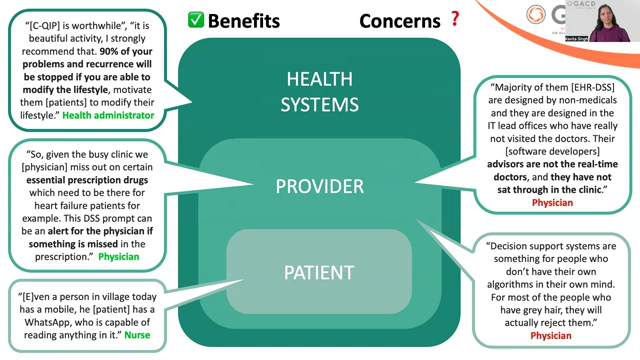 ✅ Benefits
Concerns ❓
GACD
Kavita Singh
“[C-QIP] is worthwhile”, “it is
beautiful activity, I strongly
recommend that. 90% of your
problems and recurrence will
be stopped if you are able to
modify the lifestyle, motivate
them [patients] to modify their
lifestyle.” Health administrator
“So, given the busy clinic we
[physician] miss out on certain
essential prescription drugs
which need to be there for
heart failure patients for
example. This DSS prompt can
be an alert for the physician if
something is missed in the
prescription.” Physician
“[E]ven a person in village today
has a mobile, he [patient] has a
WhatsApp, who is capable of
reading anything in it.” Nurse
HEALTH
SYSTEMS
PROVIDER
PATIENT
“Majority of them [EHR-DSS]
are designed by non-medicals
and they are designed in the
IT lead offices who have really
not visited the doctors. Their
[software developers]
advisors are not the real-time
doctors, and they have not
sat through in the clinic.”
Physician
“Decision support systems are
something for people who
don’t have their own
algorithms in their own mind.
For most of the people who
have grey hair, they will
actually reject them.”
Physician